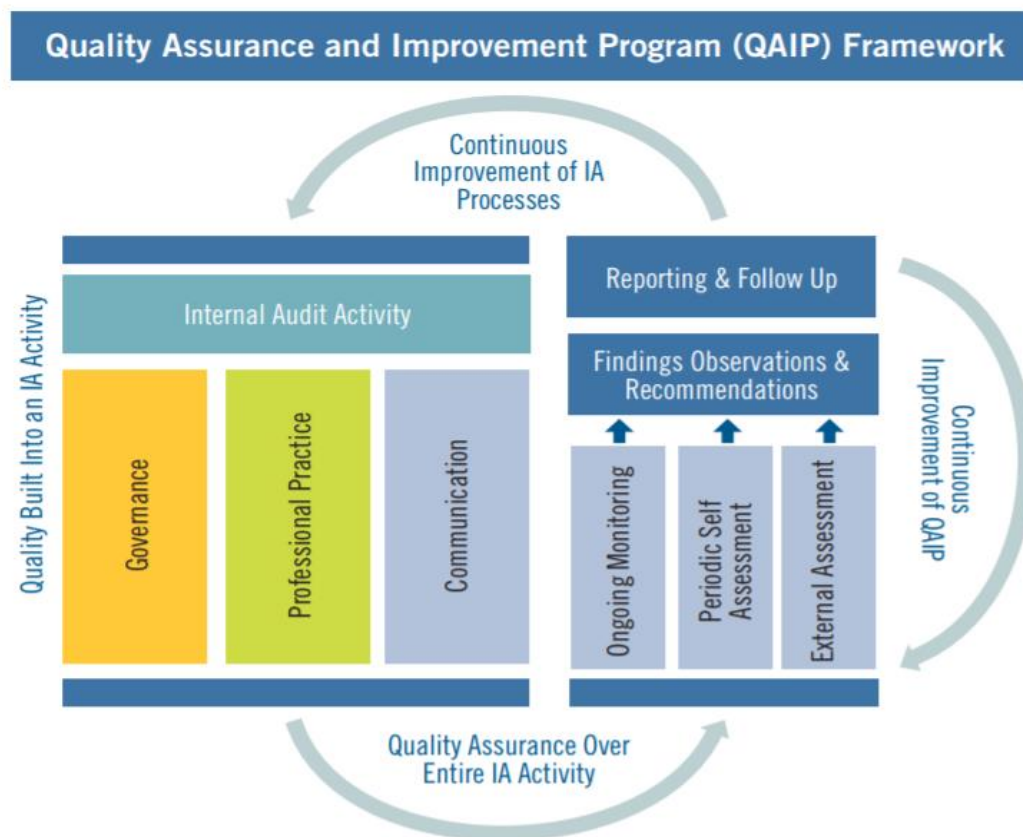 Quality Assurance and Improvement Program (QAIP) Framework
Continuous
Improvement of IA
Processes
Quality Built Into an IA Activity
Internal Audit Activity
Governance
Professional Practice
Communication
Reporting & Follow Up
Findings Observations &
Recommendations
Ongoing Monitoring
Periodic Self
Assessment
External Assessment
Continuous
Improvement of QAIP
Quality Assurance Over
Entire IA Activity